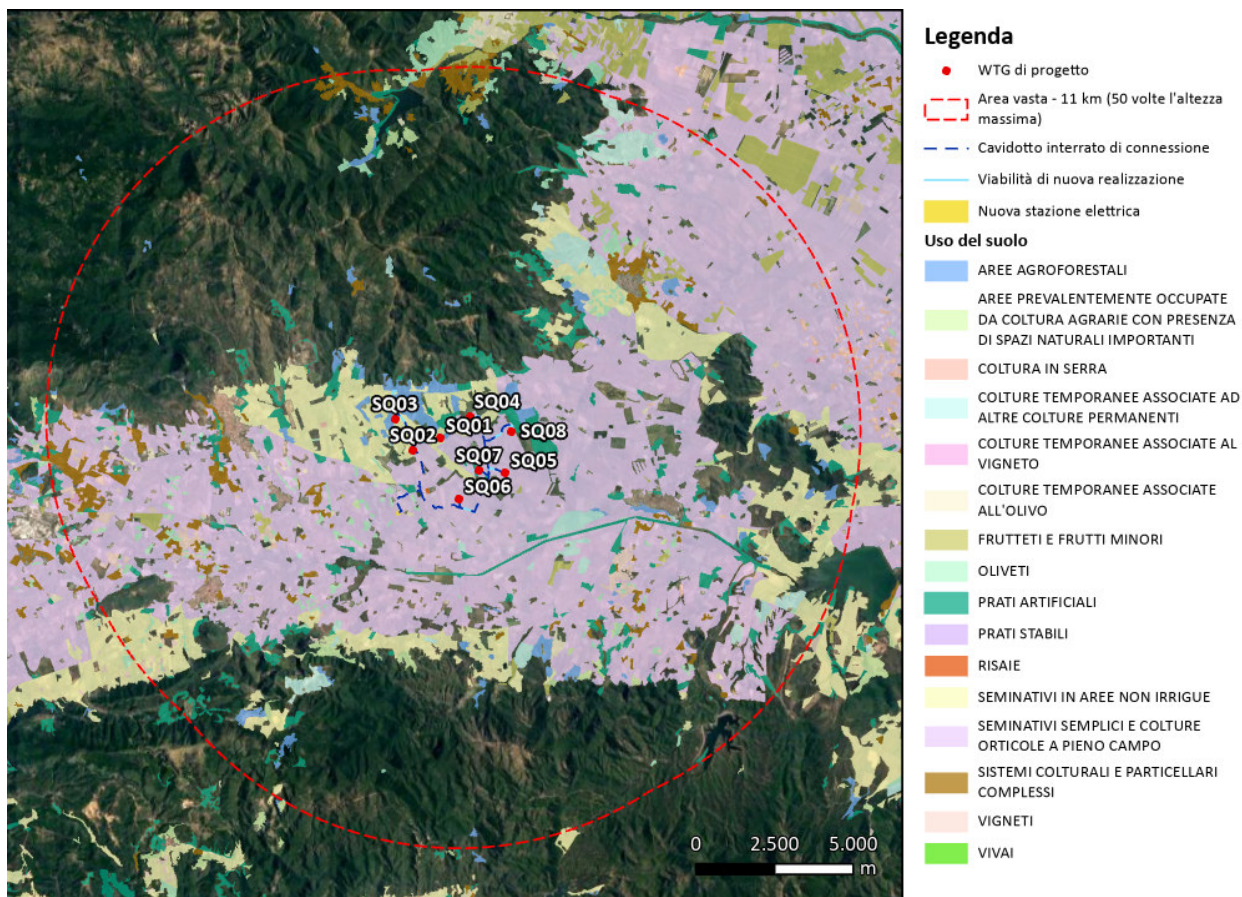 SQ03
SQ04
SQ01
SQ02
SQ08
SQ07
SQ05
SQ06
0 2.500 5.000
m
Legenda
WTG di progetto
Area vasta - 11 km (50 volte l'altezza
massima)
Cavidotto interrato di connessione
Viabilità di nuova realizzazione
Nuova stazione elettrica
Uso del suolo
AREE AGROFORESTALI
AREE PREVALENTEMENTE OCCUPATE
DA COLTURA AGRARIE CON PRESENZA
DI SPAZI NATURALI IMPORTANTI
COLTURA IN SERRA
COLTURE TEMPORANEE ASSOCIATE AD
ALTRE COLTURE PERMANENTI
COLTURE TEMPORANEE ASSOCIATE AL
VIGNETO
COLTURE TEMPORANEE ASSOCIATE
ALL'OLIVO
FRUTTETI E FRUTTI MINORI
OLIVETI
PRATI ARTIFICIALI
PRATI STABILI
RISAIE
SEMINATIVI IN AREE NON IRRIGUE
SEMINATIVI SEMPLICI E COLTURE
ORTICOLE A PIENO CAMPO
SISTEMI COLTURALI E PARTICELLARI
COMPLESSI
VIGNETI
VIVAI